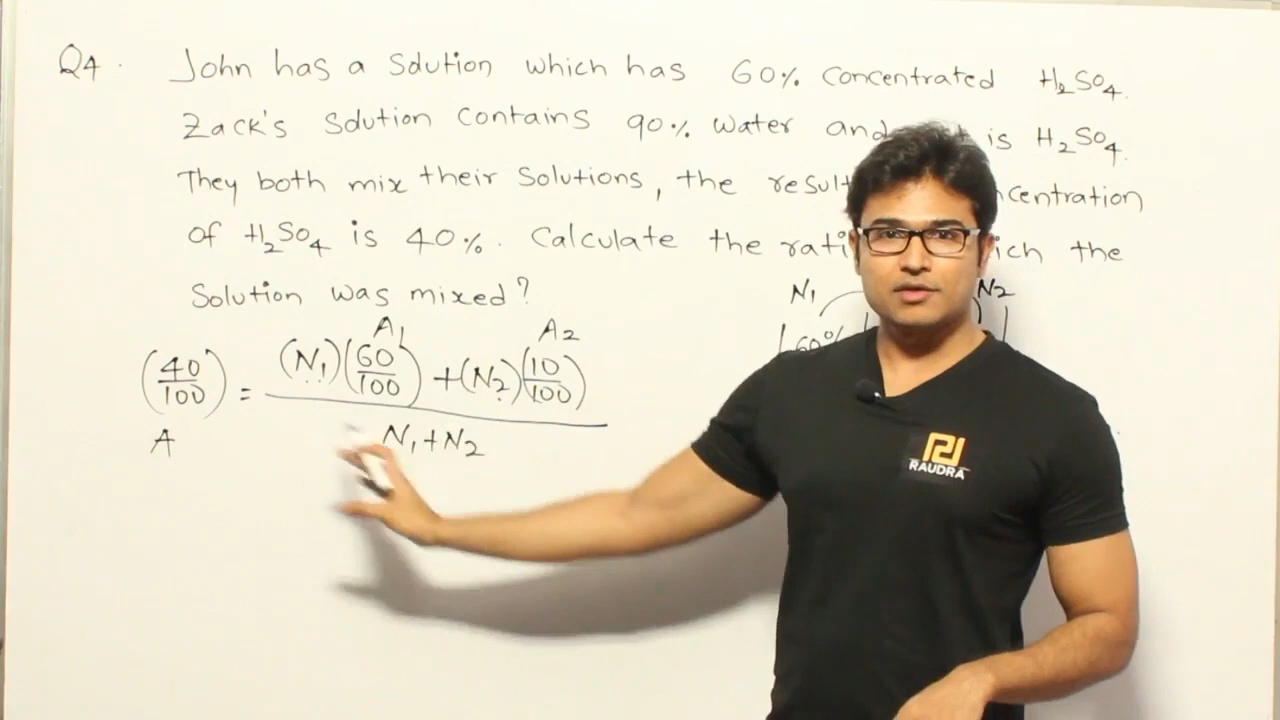 Q4. John has a solution which has 60% concentrated H₂SO₄.
Zack's solution contains 90% water and is H₂SO₄.
They both mix their solutions, the
of H₂SO₄ is 40%. Calculate the the
Solution was mixed?
N₁ N₂
60%
A₁ A₂
(40/100) = (N₁)(60/100) + (N₂)(10/100)
A N₁+N₂
RAUDRA